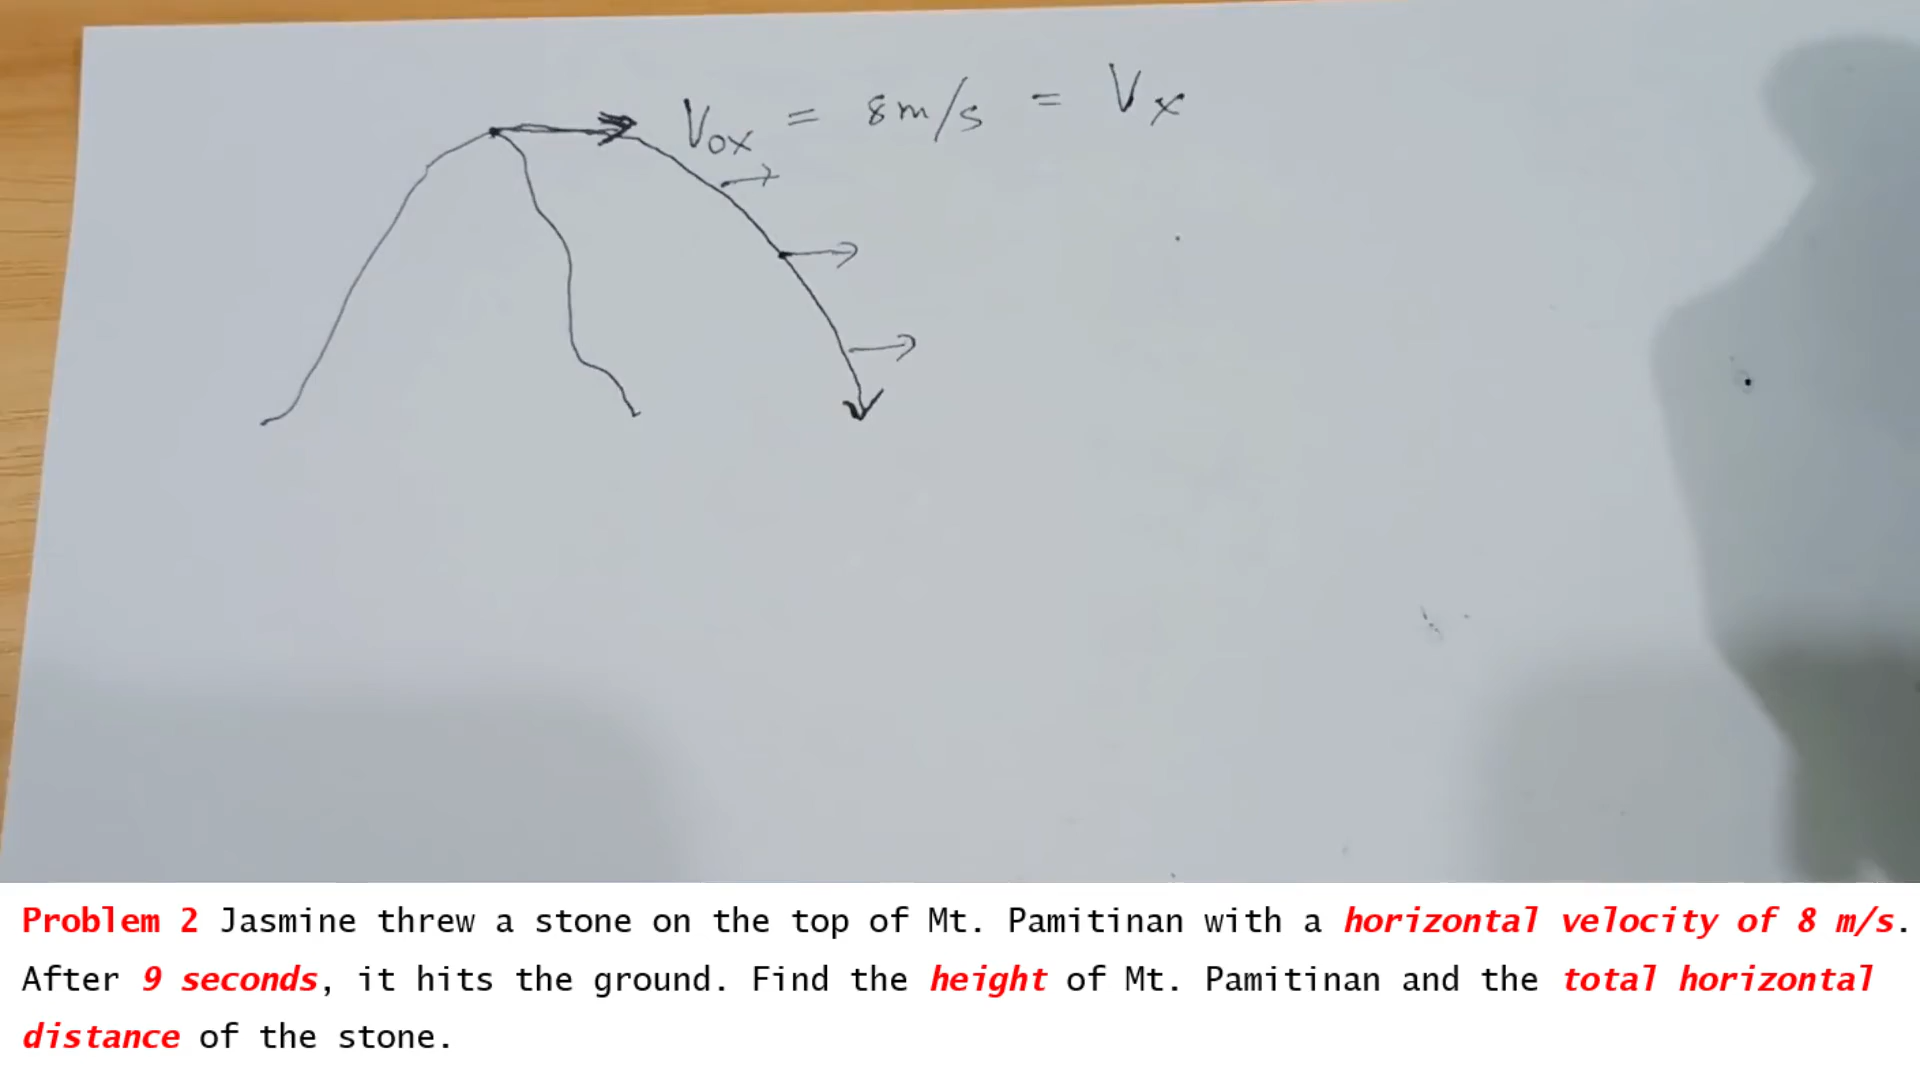 V₀ₓ = 8 m/s = Vₓ
Problem 2 Jasmine threw a stone on the top of Mt. Pamitinan with a horizontal velocity of 8 m/s.
After 9 seconds, it hits the ground. Find the height of Mt. Pamitinan and the total horizontal
distance of the stone.